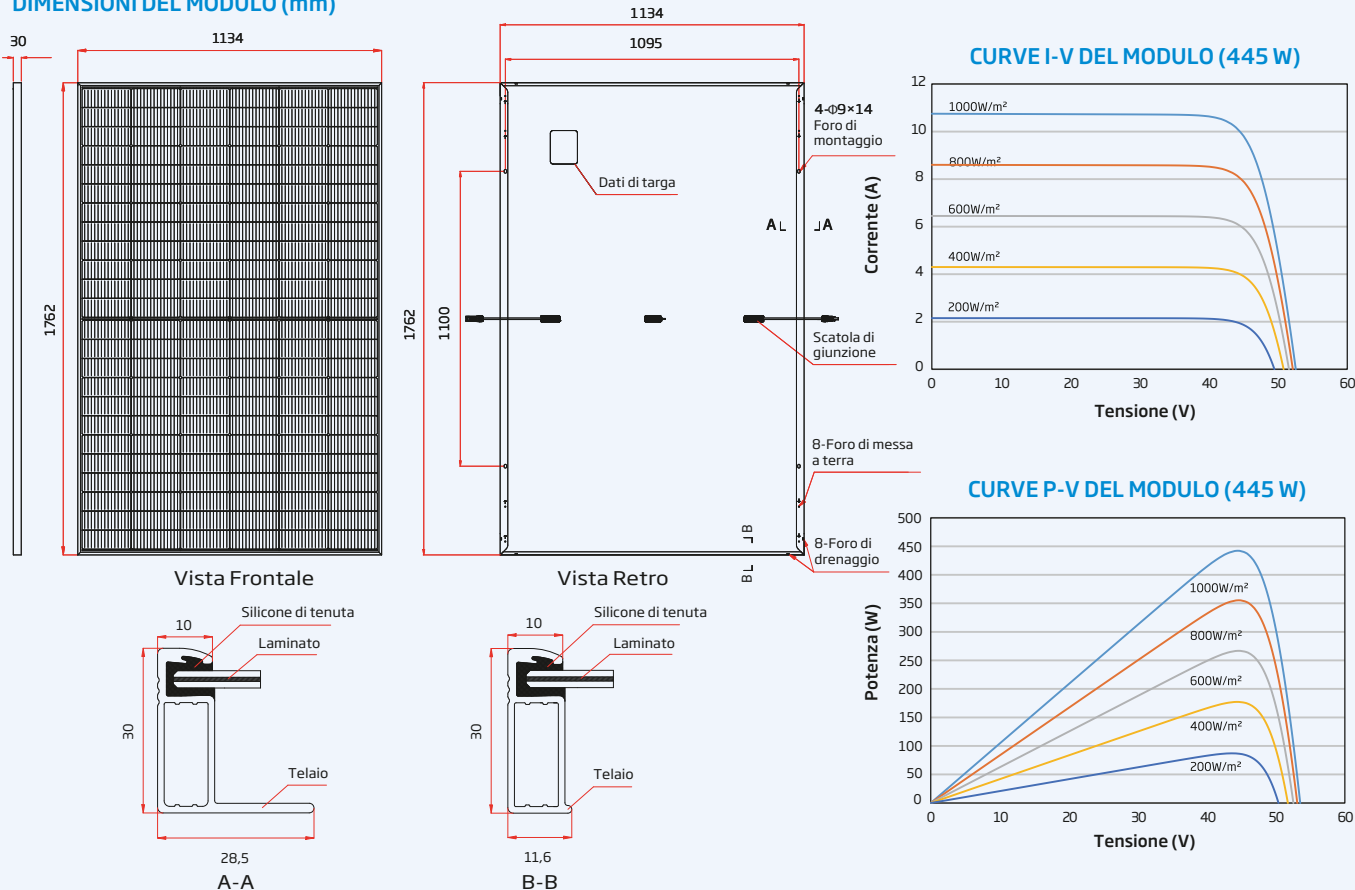 DIMENSIONI DEL MODULO (mm)
30
1134
1762
Vista Frontale
1134
1095
1762
1100
4-Φ9×14
Foro di
montaggio
Dati di targa
A
A
Scatola di
giunzione
8-Foro di messa
a terra
B
B
8-Foro di
drenaggio
Vista Retro
10
Silicone di tenuta
Laminato
30
Telaio
28,5
A-A
10
Silicone di tenuta
Laminato
30
Telaio
11,6
B-B
CURVE I-V DEL MODULO (445 W)
Corrente (A)
12
10
8
6
4
2
0
1000W/m²
800W/m²
600W/m²
400W/m²
200W/m²
0 10 20 30 40 50 60
Tensione (V)
CURVE P-V DEL MODULO (445 W)
Potenza (W)
500
450
400
350
300
250
200
150
100
50
0
1000W/m²
800W/m²
600W/m²
400W/m²
200W/m²
0 10 20 30 40 50 60
Tensione (V)